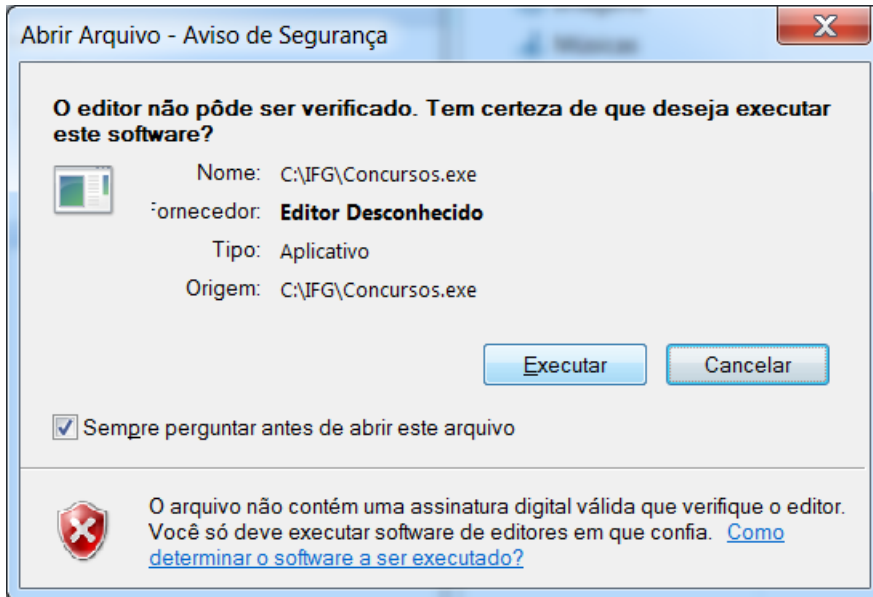 Músicas
Abrir Arquivo - Aviso de Segurança
X
O editor não pôde ser verificado. Tem certeza de que deseja executar
este software?
Nome: C:\IFG\Concursos.exe
Fornecedor: Editor Desconhecido
Tipo: Aplicativo
Origem: C:\IFG\Concursos.exe
Executar Cancelar
Sempre perguntar antes de abrir este arquivo
O arquivo não contém uma assinatura digital válida que verifique o editor.
Você só deve executar software de editores em que confia. Como
determinar o software a ser executado?